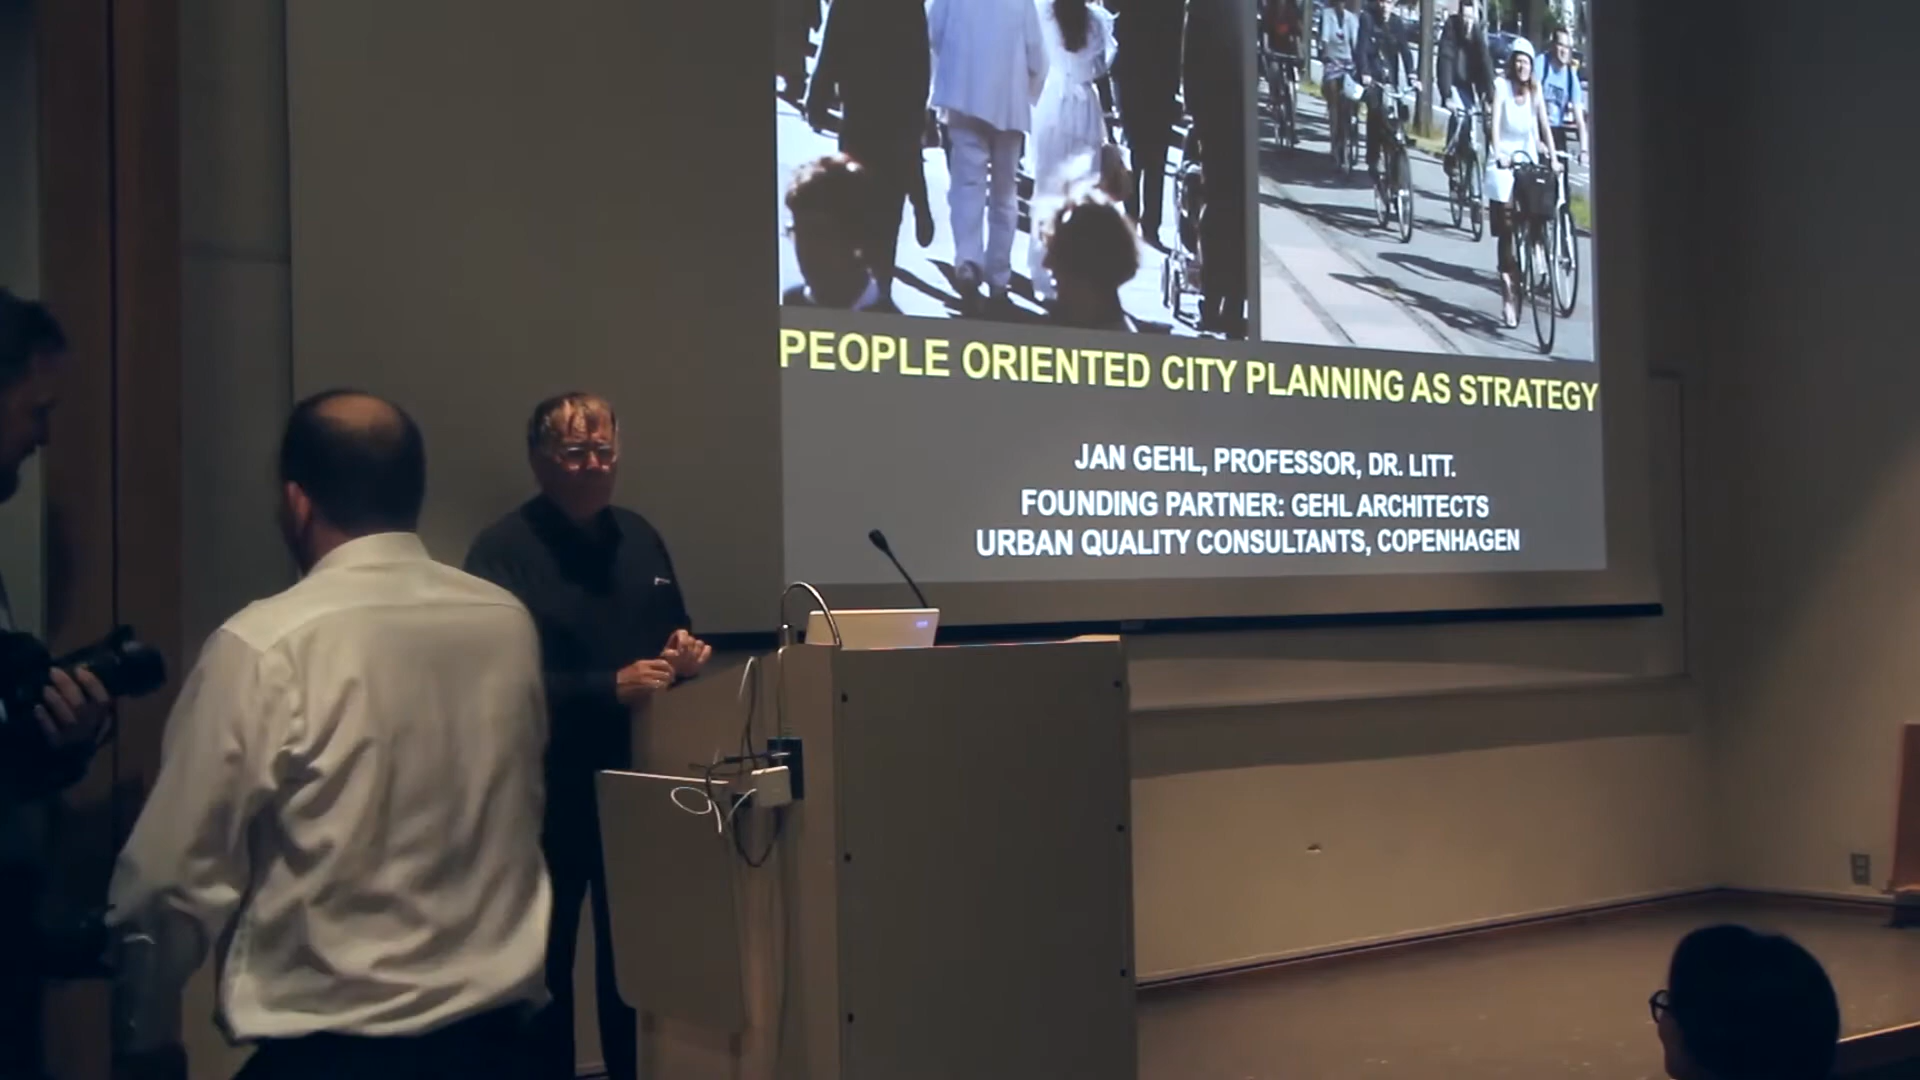 PEOPLE ORIENTED CITY PLANNING AS STRATEGY
JAN GEHL, PROFESSOR, DR. LITT.
FOUNDING PARTNER: GEHL ARCHITECTS
URBAN QUALITY CONSULTANTS, COPENHAGEN